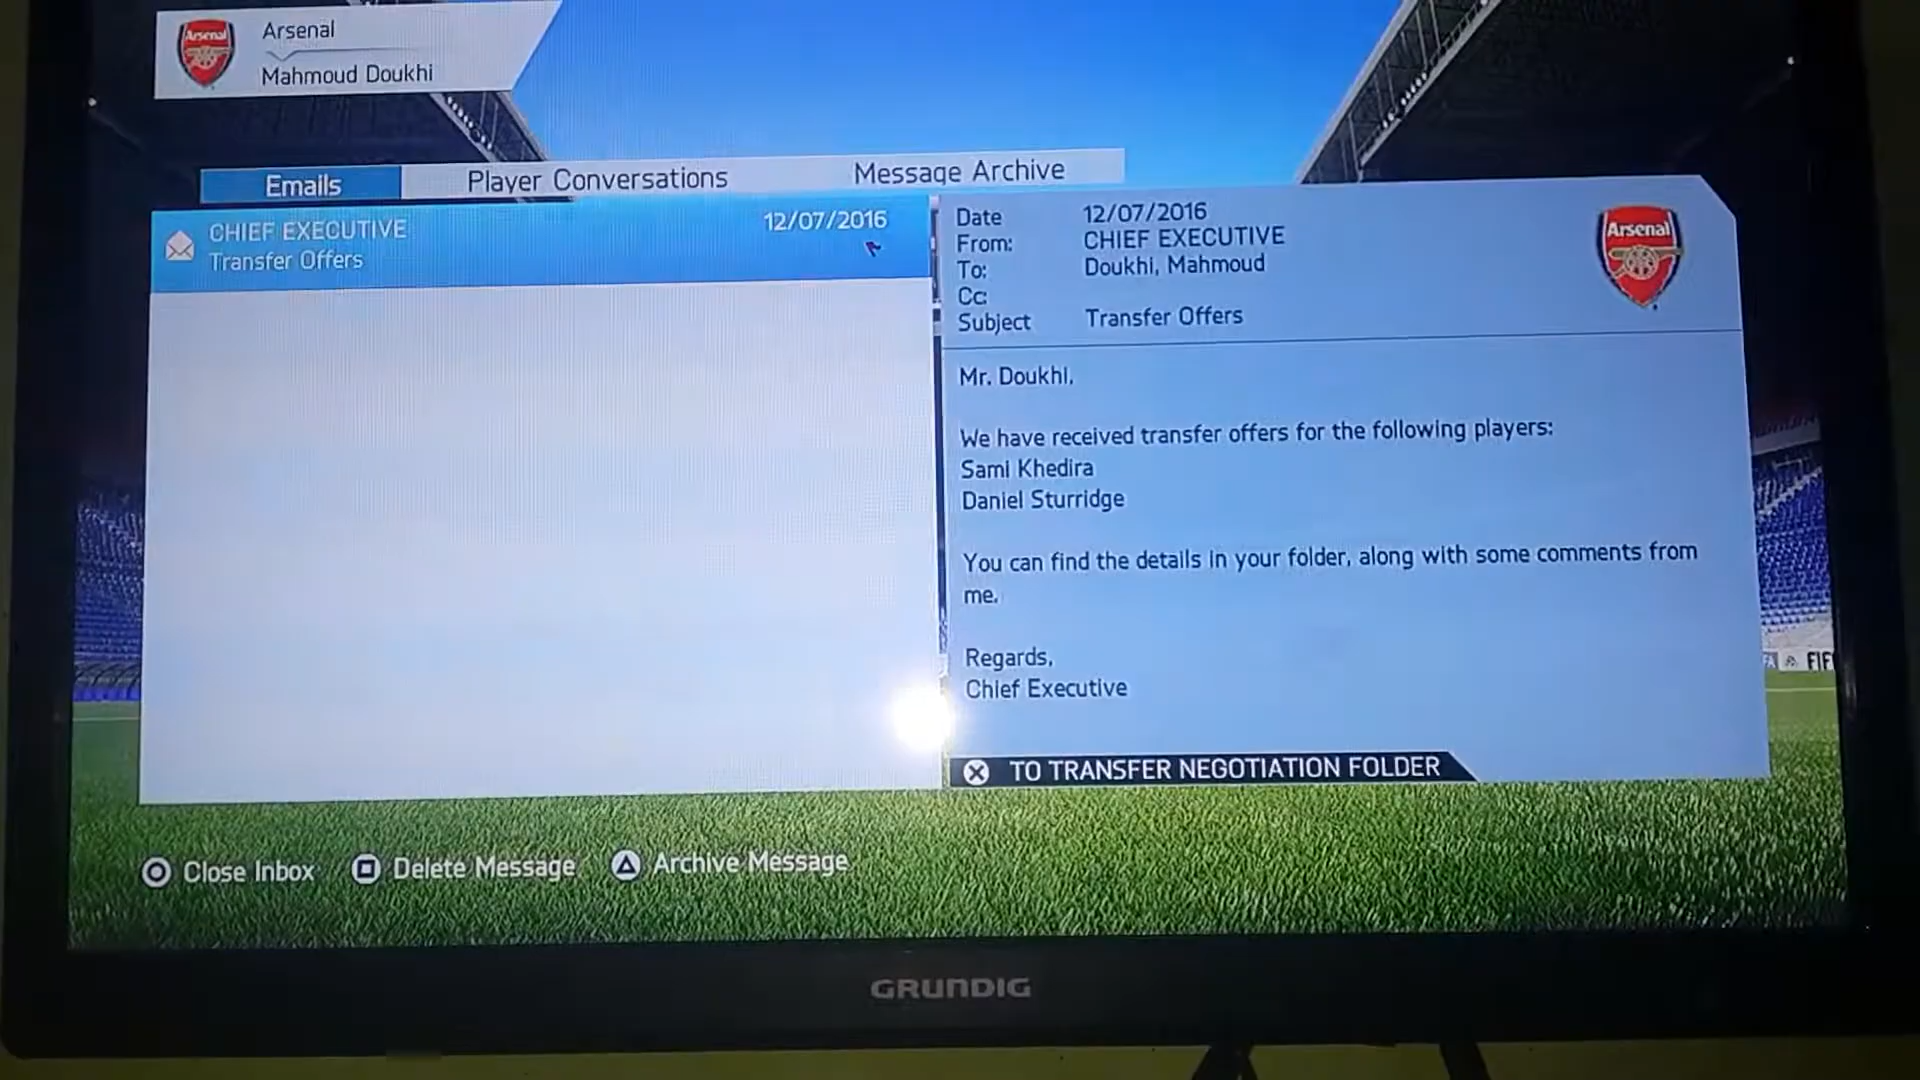 Arsenal
Arsenal
Mahmoud Doukhi
Emails
Player Conversations
Message Archive
CHIEF EXECUTIVE
12/07/2016
Transfer Offers
Date 12/07/2016
From: CHIEF EXECUTIVE
To: Doukhi, Mahmoud
Cc:
Subject Transfer Offers
Arsenal
Mr. Doukhi,
We have received transfer offers for the following players:
Sami Khedira
Daniel Sturridge
You can find the details in your folder, along with some comments from
me.
Regards,
Chief Executive
TO TRANSFER NEGOTIATION FOLDER
Close Inbox
Delete Message
Archive Message
GRUNDIG